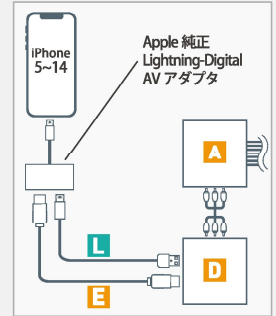 iPhone
5~14
Apple 純正
Lightning-Digital
AV アダプタ
A
L
D
E